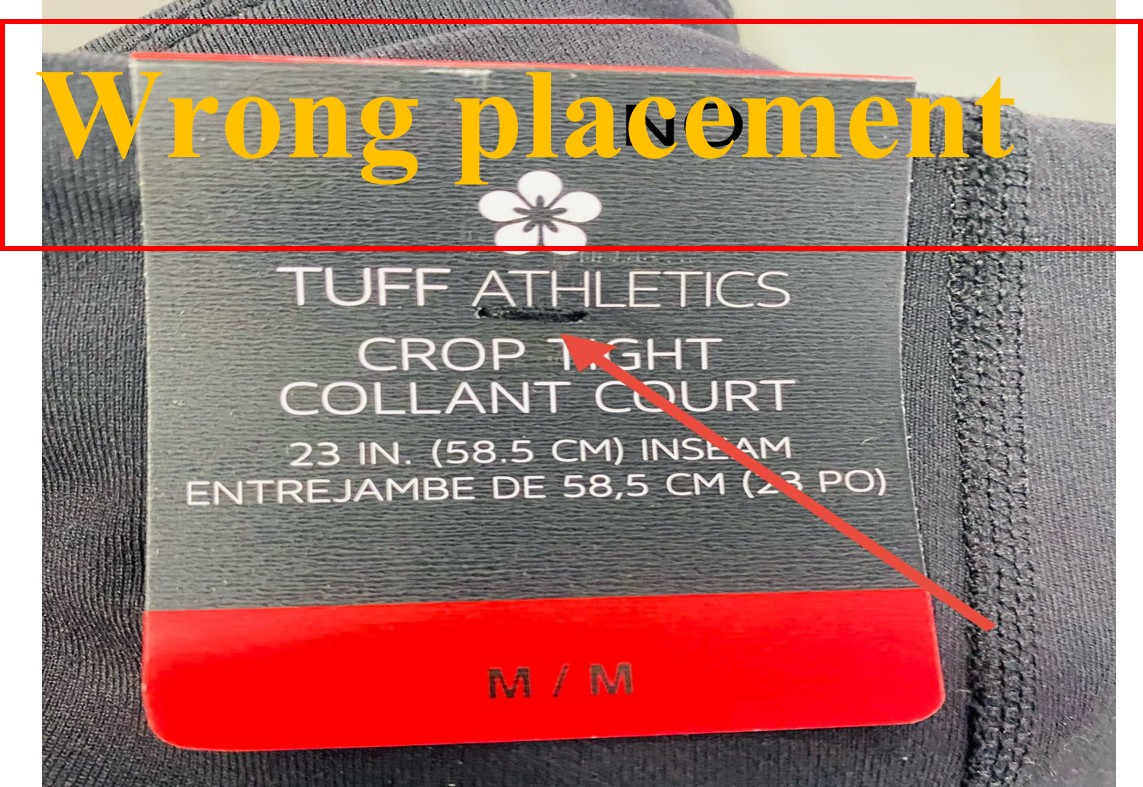 Wrong placement
NO
TUFF ATHLETICS
CROP TIGHT
COLLANT COURT
23 IN. (58.5 CM) INSEAM
ENTREJAMBE DE 58,5 CM (23 PO)
M / M